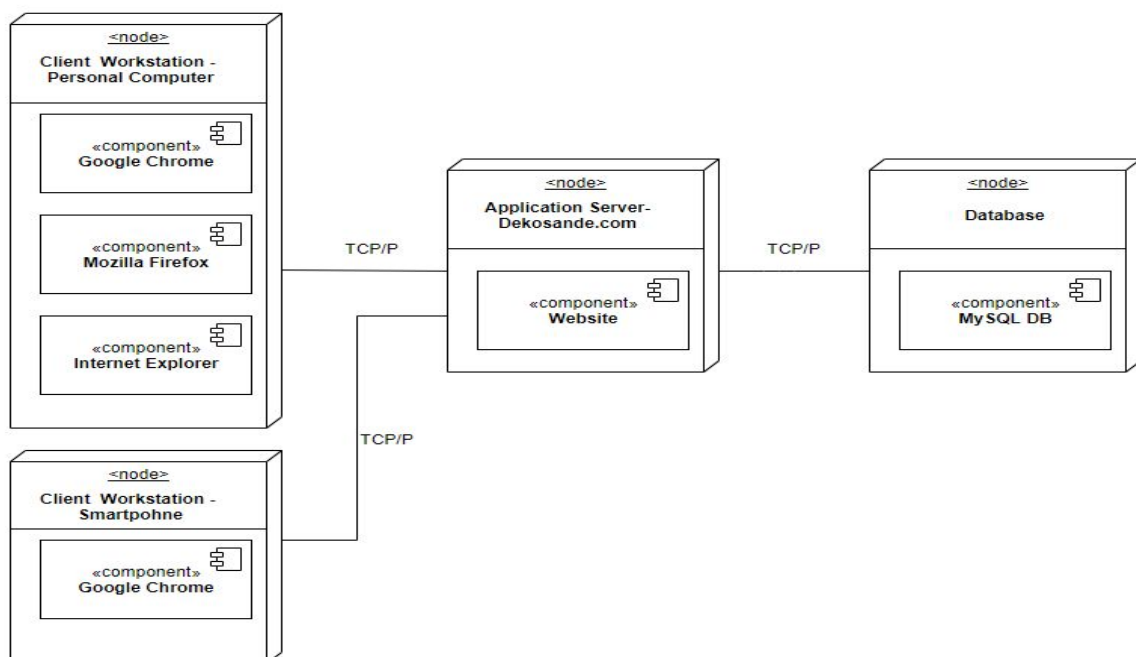 <node>
Client Workstation -
Personal Computer
«component»
Google Chrome
«component»
Mozilla Firefox
«component»
Internet Explorer
TCP/P
<node>
Application Server-
Dekosande.com
«component»
Website
TCP/P
<node>
Database
«component»
MySQL DB
TCP/P
<node>
Client Workstation -
Smartpohne
«component»
Google Chrome